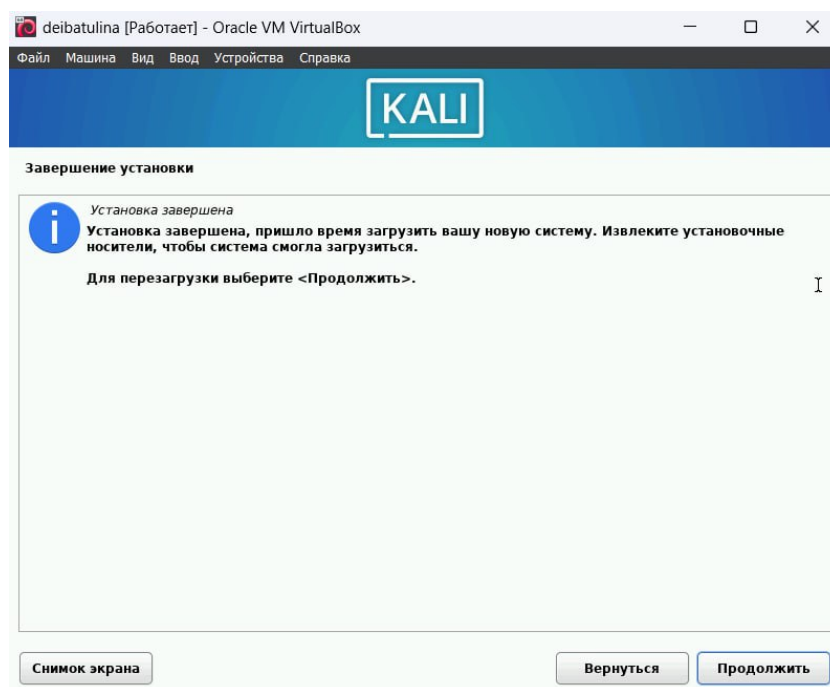 deibatulina [Работает] - Oracle VM VirtualBox
Файл Машина Вид Ввод Устройства Справка
KALI
Завершение установки
Установка завершена
Установка завершена, пришло время загрузить вашу новую систему. Извлеките установочные
носители, чтобы система смогла загрузиться.
Для перезагрузки выберите <Продолжить>.
Снимок экрана Вернуться Продолжить